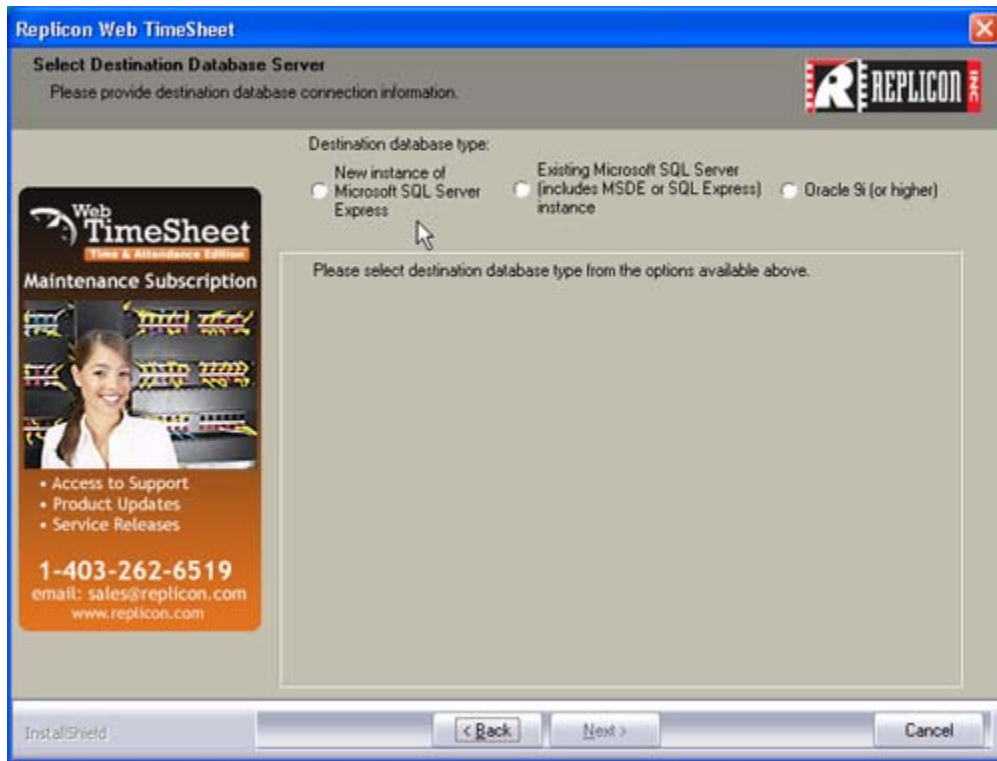 Replicon Web TimeSheet
Select Destination Database Server
Please provide destination database connection information.
R REPLICON INC
Destination database type:
New instance of
Microsoft SQL Server
Express
Existing Microsoft SQL Server
(includes MSDE or SQL Express)
instance
Oracle 9i (or higher)
Please select destination database type from the options available above.
Web
TimeSheet
Time & Attendance Edition
Maintenance Subscription
• Access to Support
• Product Updates
• Service Releases
1-403-262-6519
email: sales@replicon.com
www.replicon.com
InstallShield
< Back
Next >
Cancel